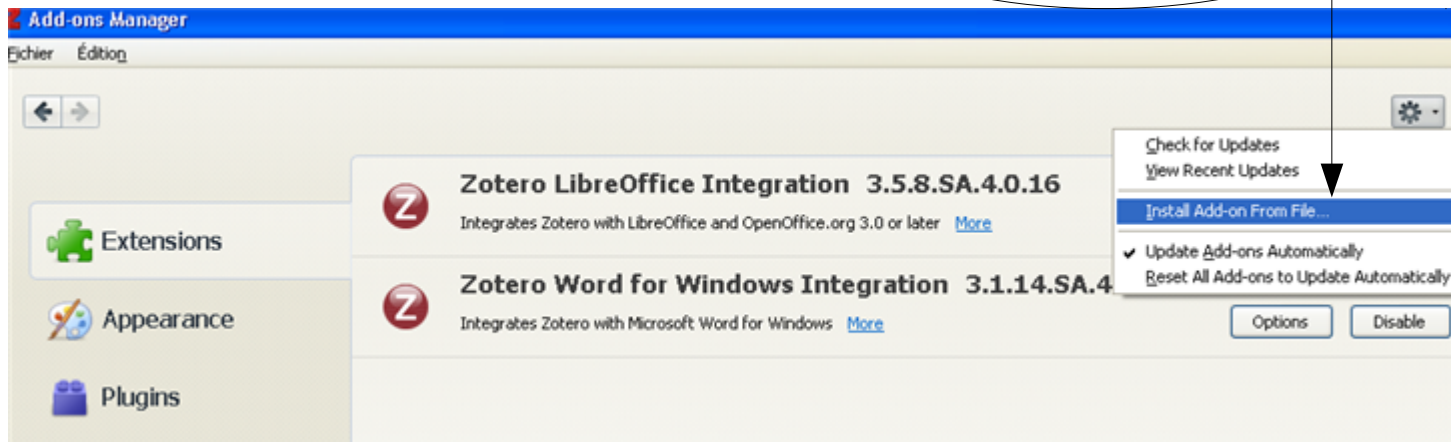 Add-ons Manager
Fichier Édition
Check for Updates
View Recent Updates
Install Add-on From File...
Update Add-ons Automatically
Reset All Add-ons to Update Automatically
Extensions
Appearance
Plugins
Zotero LibreOffice Integration 3.5.8.SA.4.0.16
Integrates Zotero with LibreOffice and OpenOffice.org 3.0 or later More
Zotero Word for Windows Integration 3.1.14.SA.4
Integrates Zotero with Microsoft Word for Windows More
Options Disable